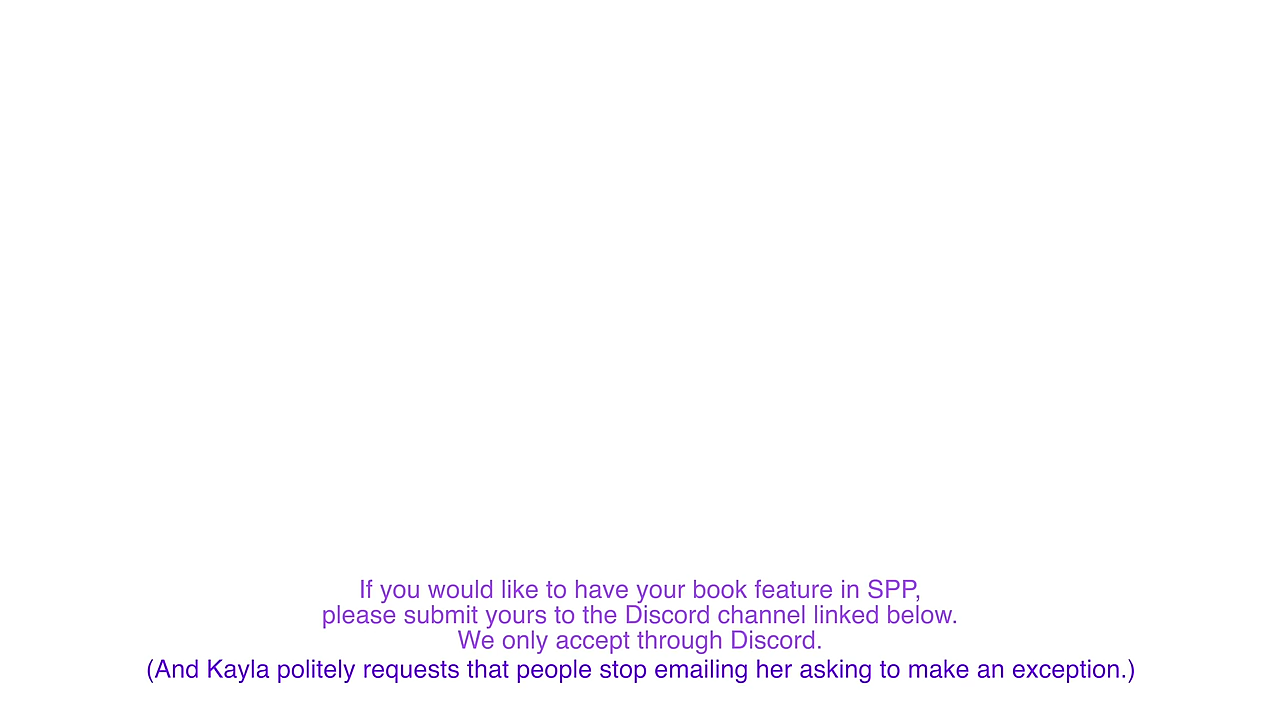 If you would like to have your book feature in SPP,
please submit yours to the Discord channel linked below.
We only accept through Discord.
(And Kayla politely requests that people stop emailing her asking to make an exception.)